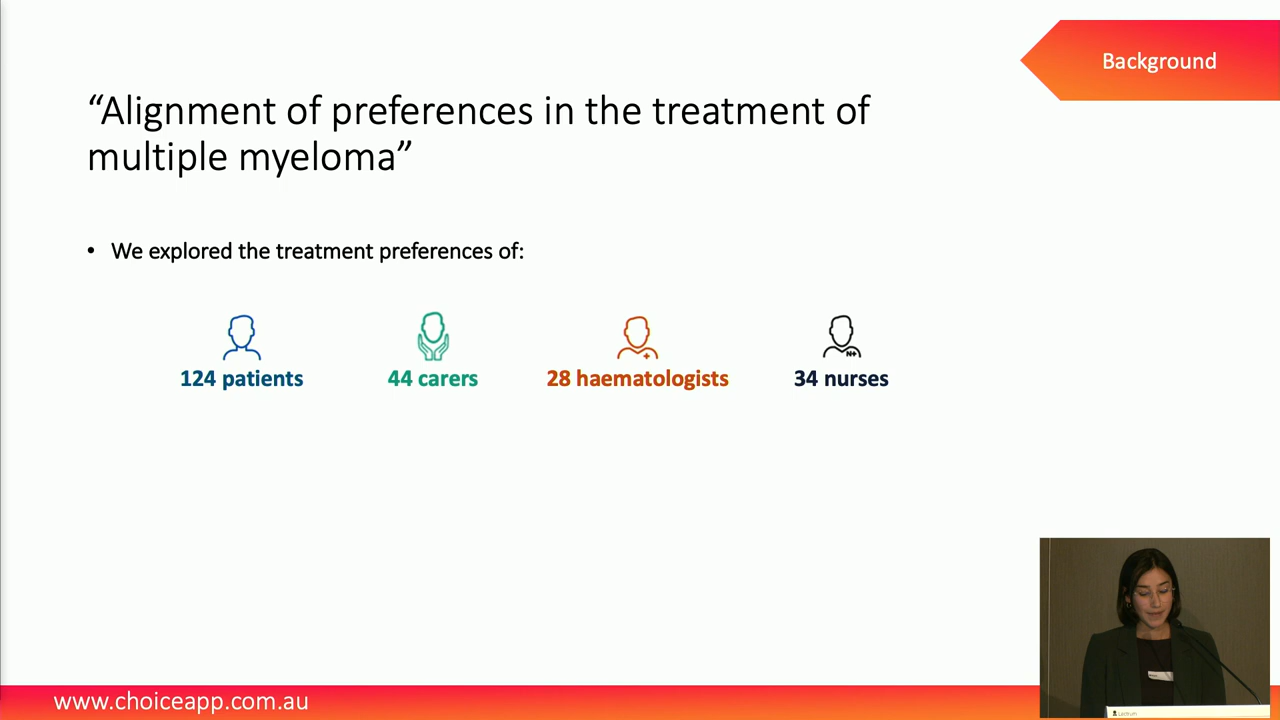 Background
“Alignment of preferences in the treatment of
multiple myeloma”
• We explored the treatment preferences of:
124 patients
44 carers
28 haematologists
34 nurses
www.choiceapp.com.au